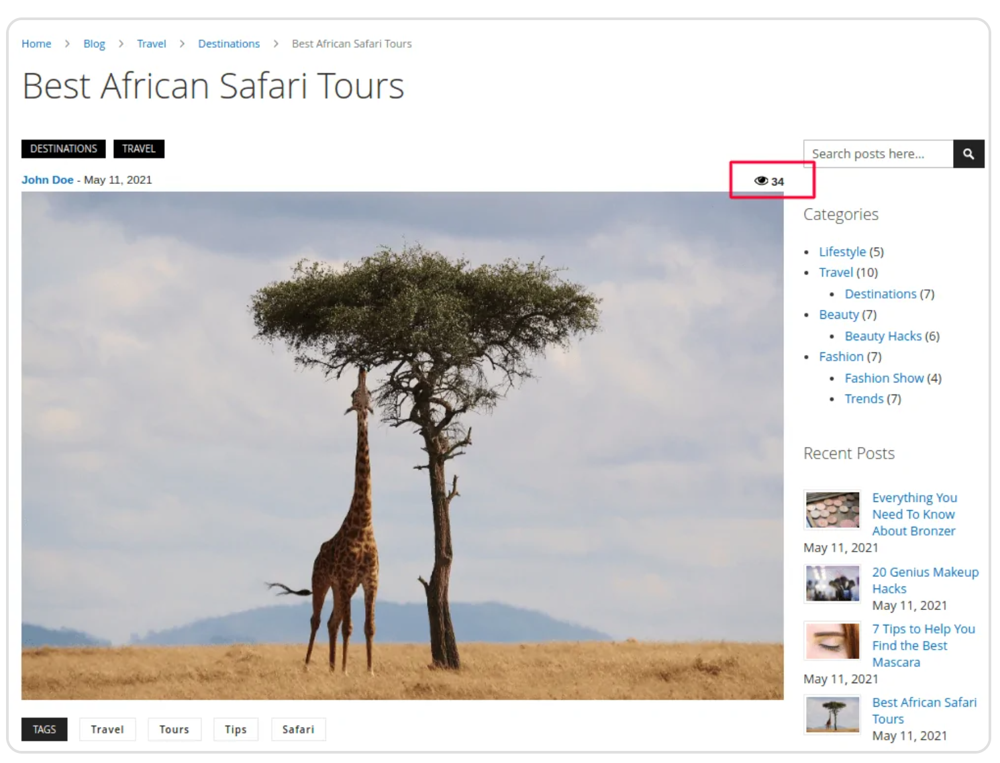 Home > Blog > Travel > Destinations > Best African Safari Tours
Best African Safari Tours
DESTINATIONS TRAVEL
John Doe - May 11, 2021
34
Search posts here...
Categories
Lifestyle (5)
Travel (10)
Destinations (7)
Beauty (7)
Beauty Hacks (6)
Fashion (7)
Fashion Show (4)
Trends (7)
Recent Posts
Everything You
Need To Know
About Bronzer
May 11, 2021
20 Genius Makeup
Hacks
May 11, 2021
7 Tips to Help You
Find the Best
Mascara
May 11, 2021
Best African Safari
Tours
May 11, 2021
TAGS Travel Tours Tips Safari